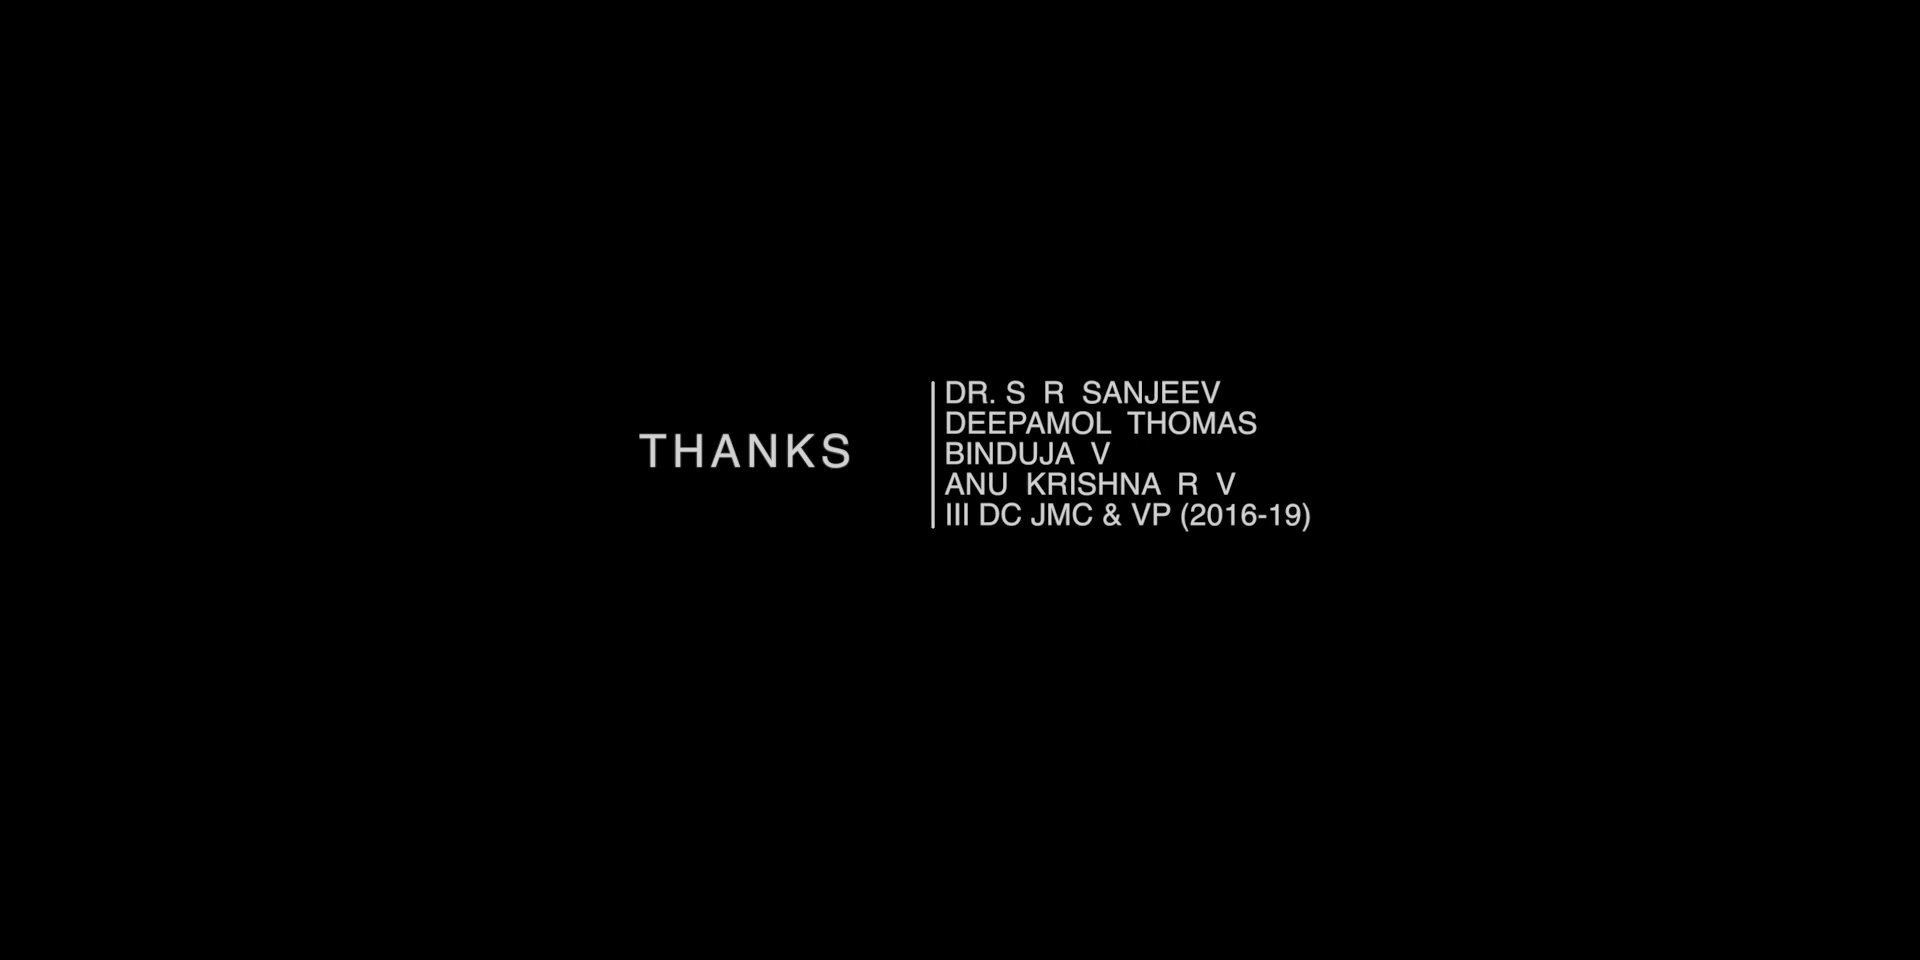 THANKS
DR. S R SANJEEV
DEEPAMOL THOMAS
BINDUJA V
ANU KRISHNA R V
III DC JMC & VP (2016-19)